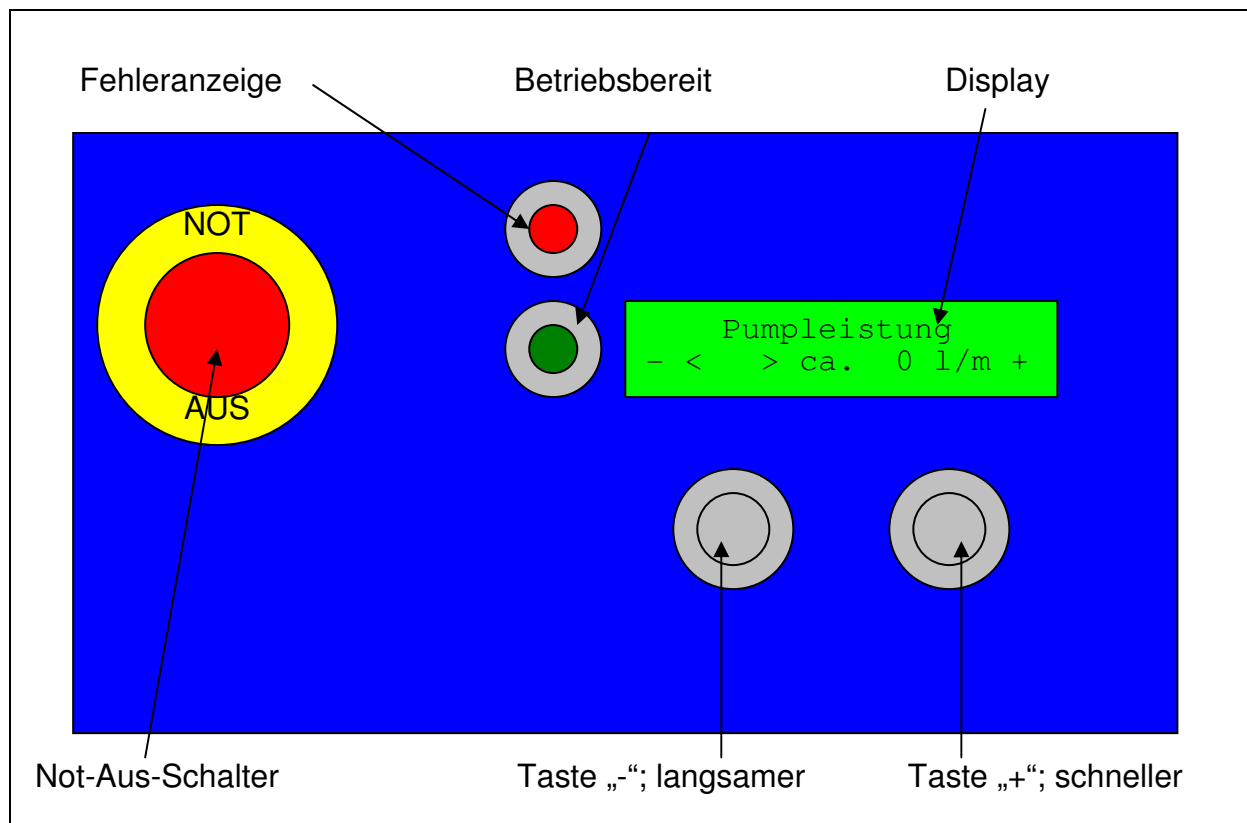 Fehleranzeige Betriebsbereit Display
NOT
AUS
Pumpleistung
- < > ca. 0 l/m +
Not-Aus-Schalter Taste „-“; langsamer Taste „+“; schneller